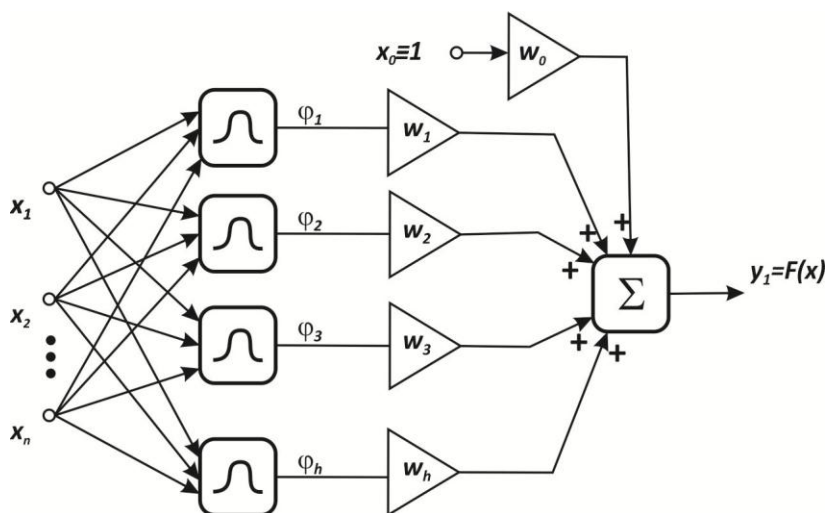 x₀≡1
w₀
φ₁
w₁
x₁
φ₂
w₂
+
+
+
Σ
y₁=F(x)
x₂
φ₃
w₃
+
+
xₙ
φₕ
wₕ